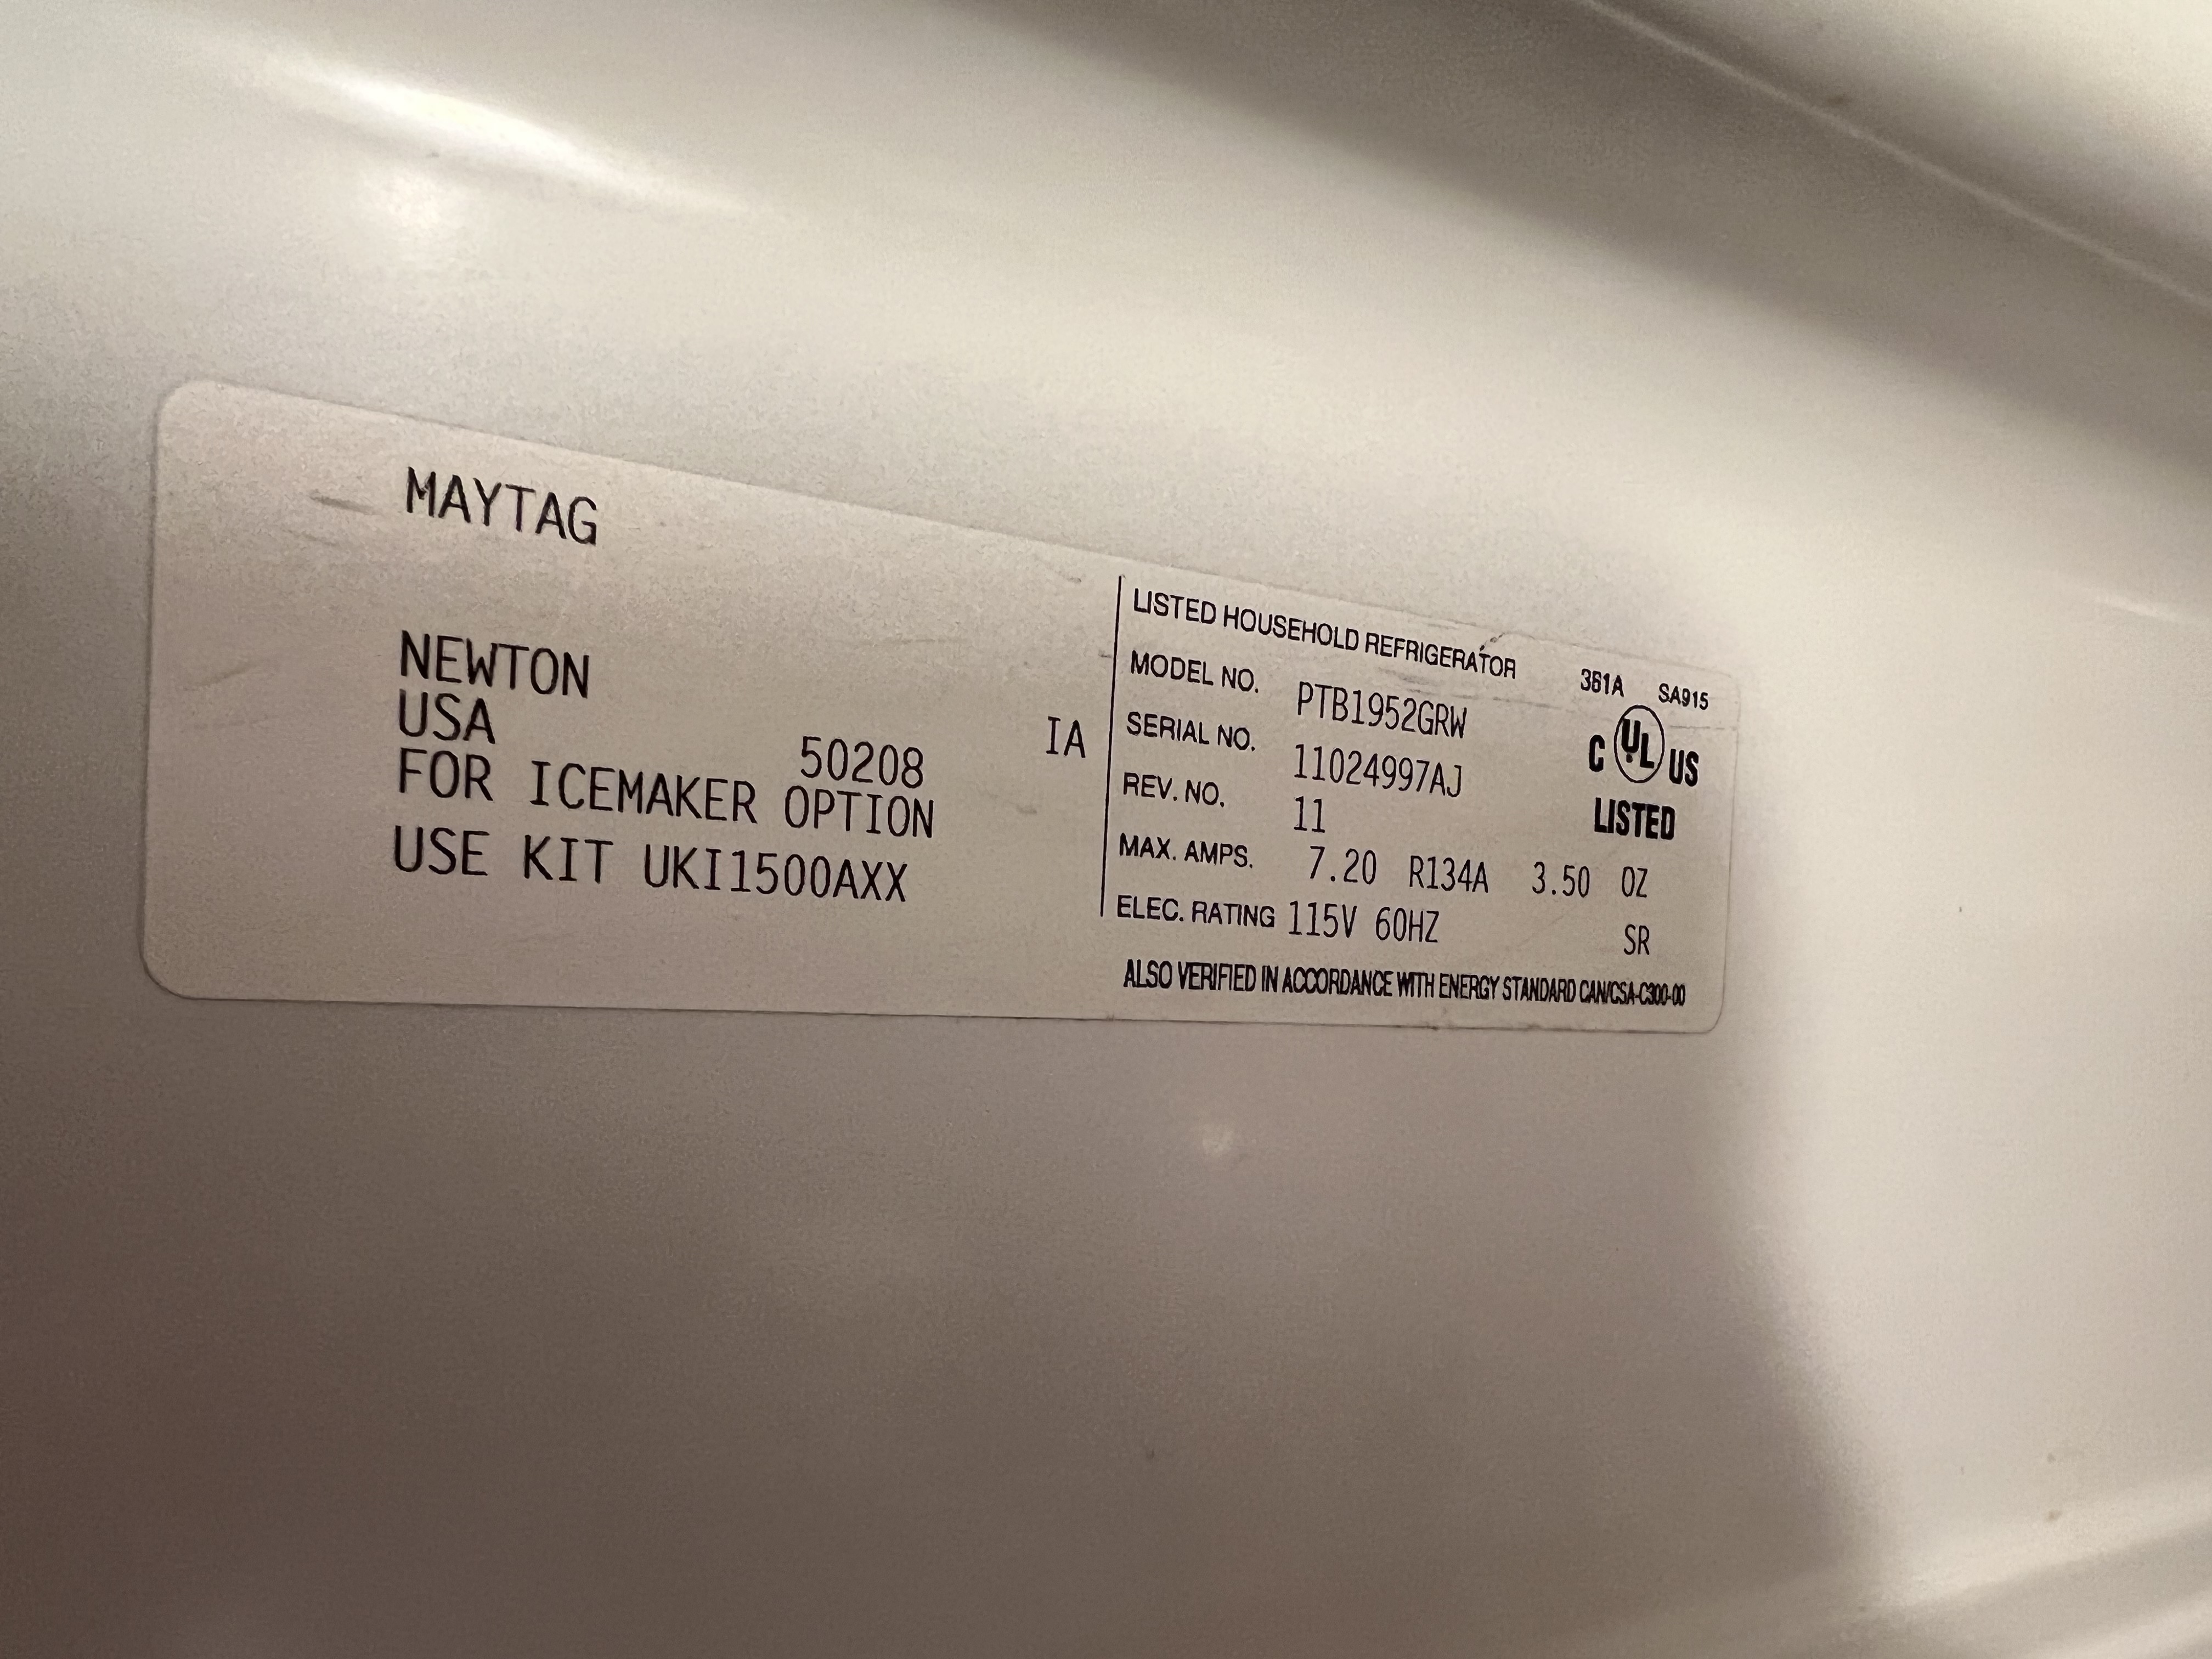 MAYTAG
NEWTON
USA
50208 IA
FOR ICEMAKER OPTION
USE KIT UKI1500AXX
LISTED HOUSEHOLD REFRIGERATOR 361A SA915
MODEL NO. PTB1952GRW
SERIAL NO. 11024997AJ
REV. NO. 11
C UL US
LISTED
MAX. AMPS. 7.20 R134A 3.50 OZ
ELEC. RATING 115V 60HZ SR
ALSO VERIFIED IN ACCORDANCE WITH ENERGY STANDARD CAN/CSA-C300-00